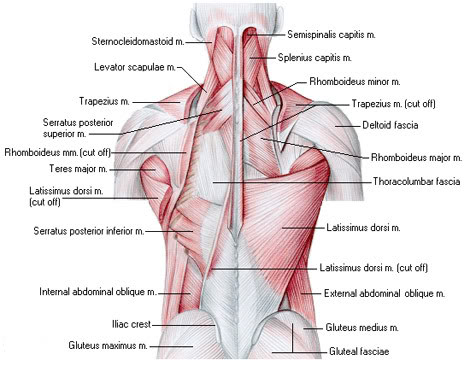 Sternocleidomastoid m.
Levator scapulae m.
Trapezius m.
Serratus posterior
superior m.
Rhomboideus mm. (cut off)
Teres major m.
Latissimus dorsi m.
(cut off)
Serratus posterior inferior m.
Internal abdominal oblique m.
Iliac crest
Gluteus maximus m.
Semispinalis capitis m.
Splenius capitis m.
Rhomboideus minor m.
Trapezius m. (cut off)
Deltoid fascia
Rhomboideus major m.
Thoracolumbar fascia
Latissimus dorsi m.
Latissimus dorsi m. (cut off)
External abdominal oblique m.
Gluteus medius m.
Gluteal fasciae